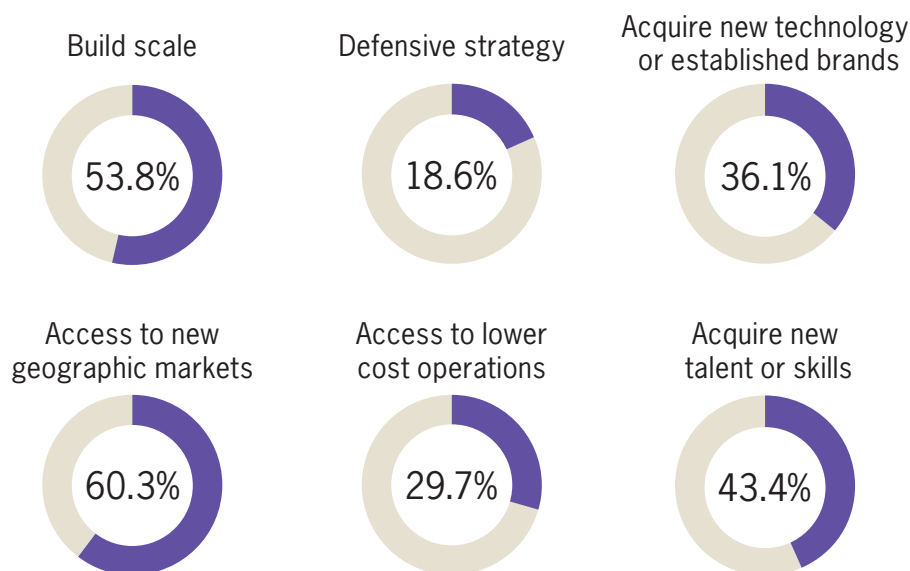 Build scale
53.8%
Defensive strategy
18.6%
Acquire new technology
or established brands
36.1%
Access to new
geographic markets
60.3%
Access to lower
cost operations
29.7%
Acquire new
talent or skills
43.4%